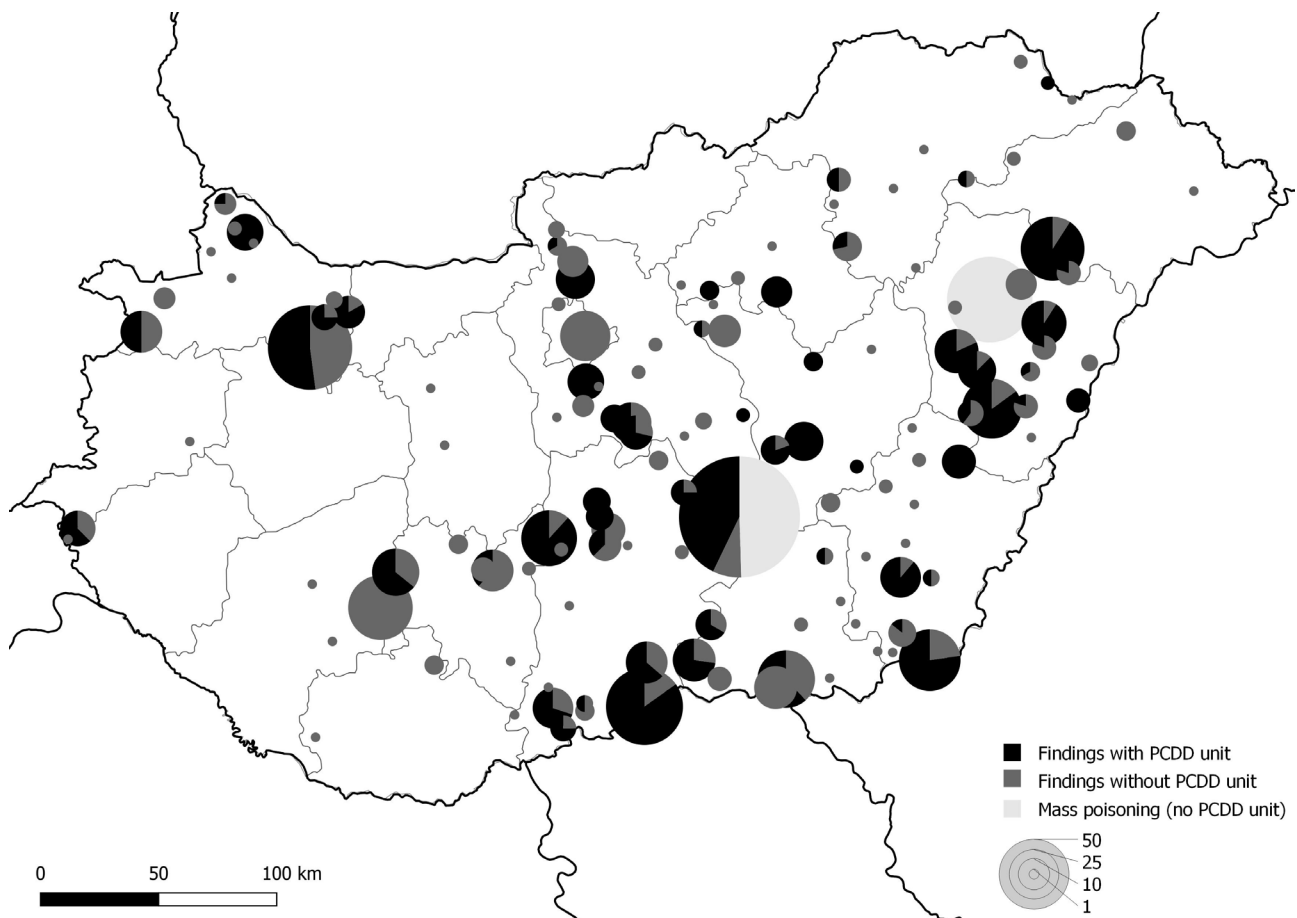 Findings with PCDD unit
Findings without PCDD unit
Mass poisoning (no PCDD unit)
50
25
10
1
0 50 100 km